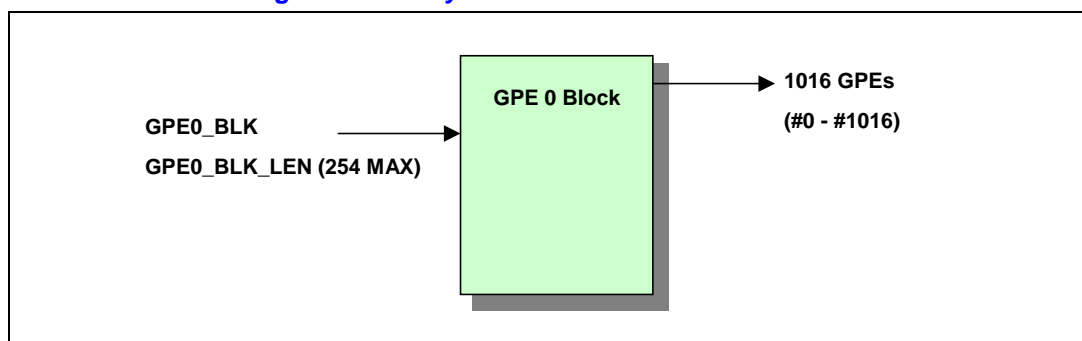 GPE 0 Block
1016 GPEs
(#0 - #1016)
GPE0_BLK
GPE0_BLK_LEN (254 MAX)